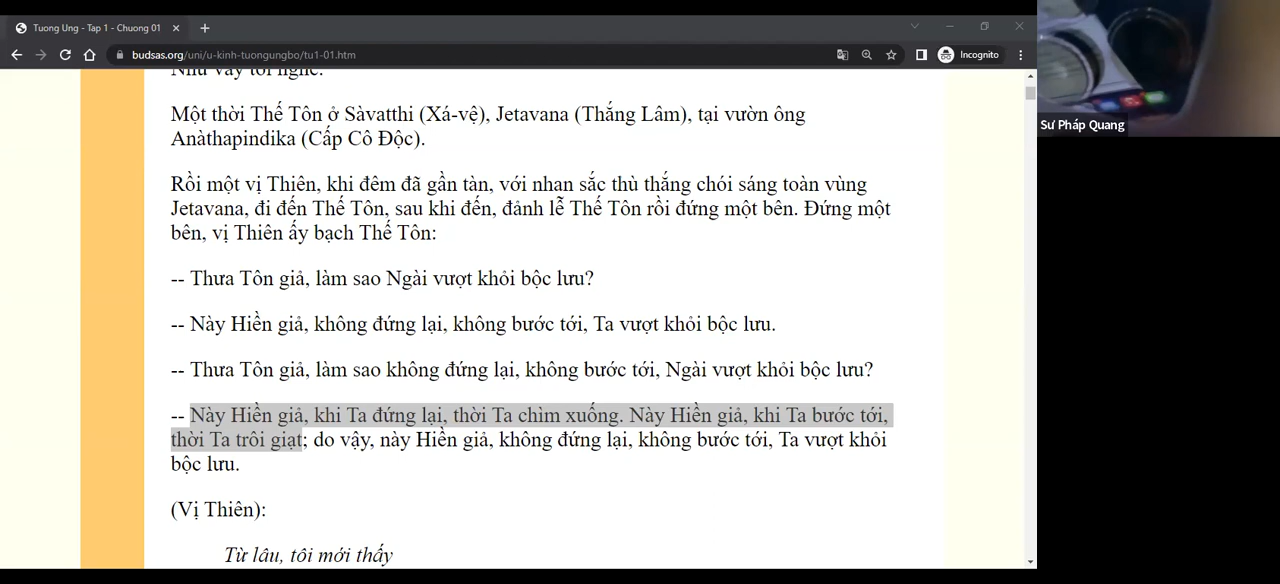 Tuong Ung - Tap 1 - Chuong 01
budsas.org/uni/u-kinh-tuongungbo/tu1-01.htm
Incognito
Như vậy tôi nghe.
Một thời Thế Tôn ở Sàvatthi (Xá-vệ), Jetavana (Thắng Lâm), tại vườn ông
Anàthapindika (Cấp Cô Độc).
Rồi một vị Thiên, khi đêm đã gần tàn, với nhan sắc thù thắng chói sáng toàn vùng
Jetavana, đi đến Thế Tôn, sau khi đến, đảnh lễ Thế Tôn rồi đứng một bên. Đứng một
bên, vị Thiên ấy bạch Thế Tôn:
-- Thưa Tôn giả, làm sao Ngài vượt khỏi bộc lưu?
-- Này Hiền giả, không đứng lại, không bước tới, Ta vượt khỏi bộc lưu.
-- Thưa Tôn giả, làm sao không đứng lại, không bước tới, Ngài vượt khỏi bộc lưu?
-- Này Hiền giả, khi Ta đứng lại, thời Ta chìm xuống. Này Hiền giả, khi Ta bước tới,
thời Ta trôi giạt; do vậy, này Hiền giả, không đứng lại, không bước tới, Ta vượt khỏi
bộc lưu.
(Vị Thiên):
Từ lâu, tôi mới thấy
Sư Pháp Quang